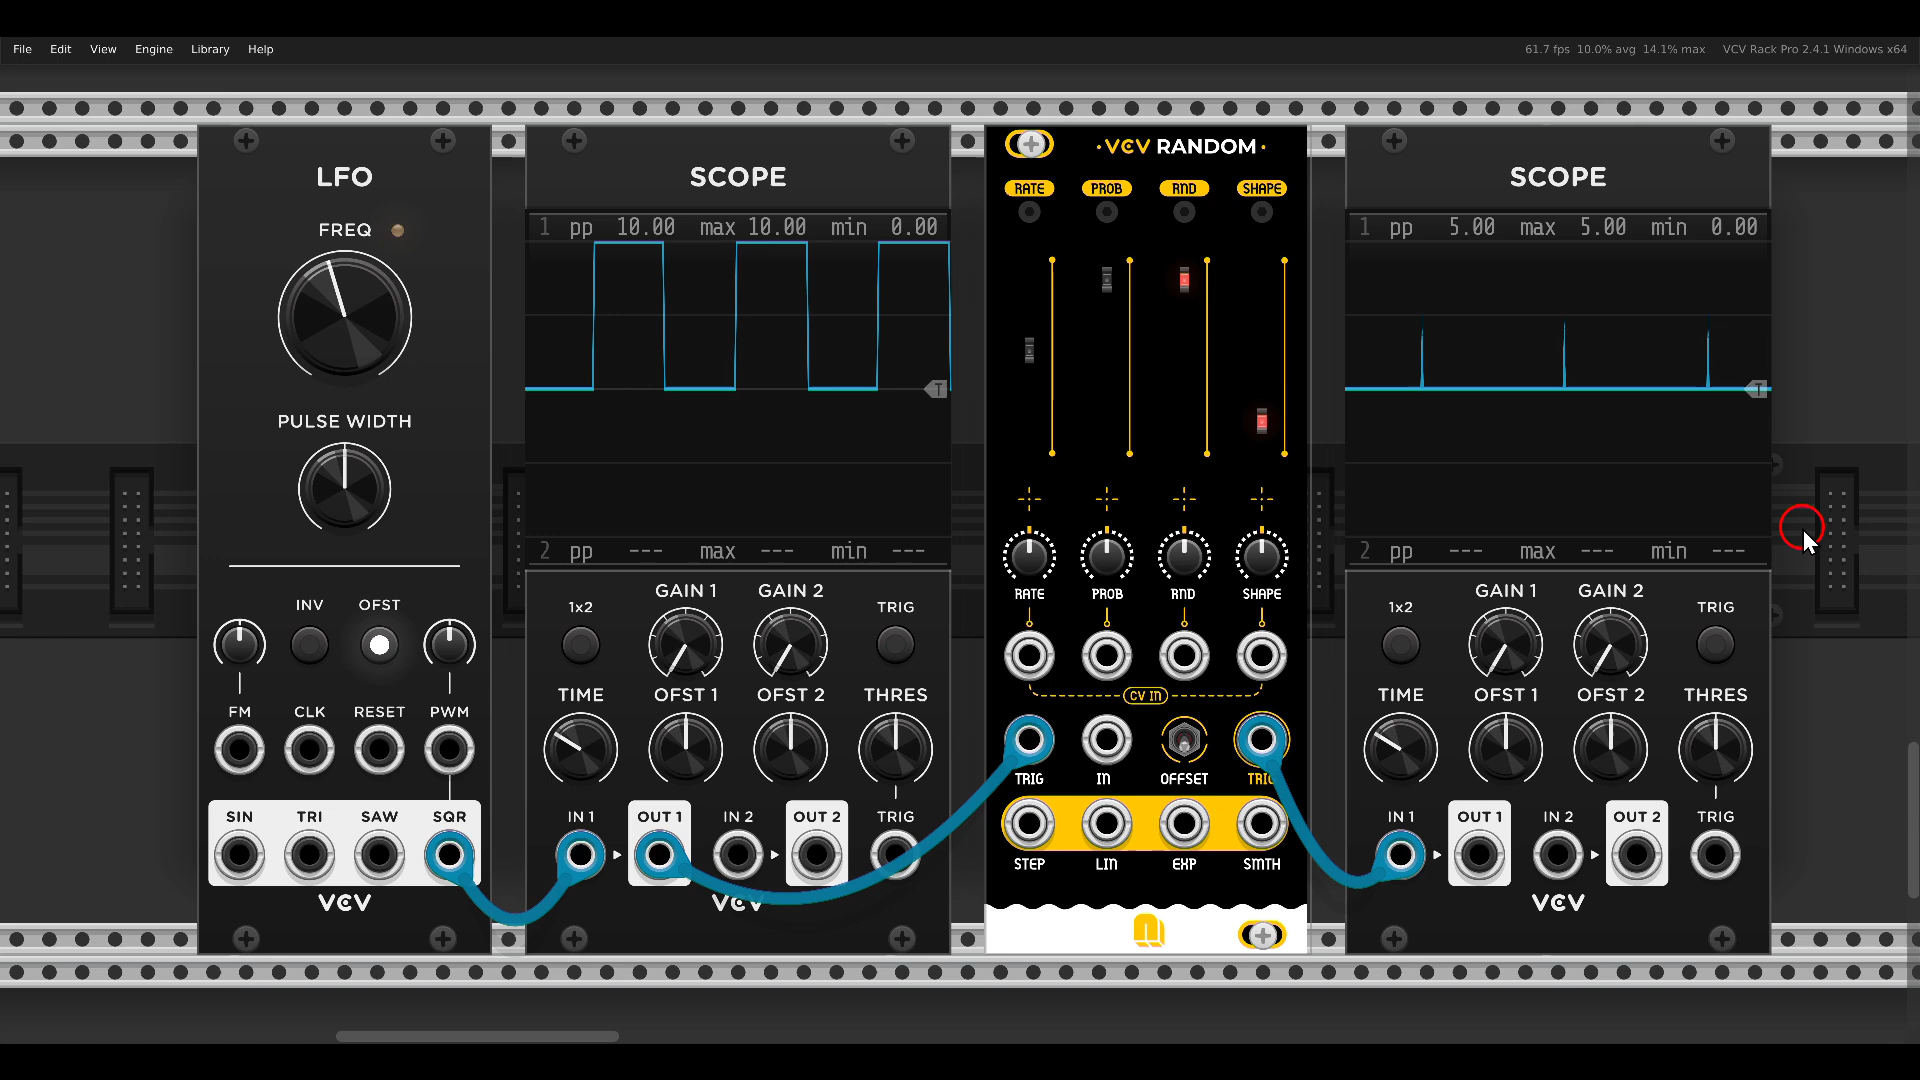 File Edit View Engine Library Help
61.7 fps 10.0% avg 14.1% max VCV Rack Pro 2.4.1 Windows x64
LFO
FREQ
PULSE WIDTH
INV OFST
FM CLK RESET PWM
SIN TRI SAW SQR
VCV
SCOPE
1 pp 10.00 max 10.00 min 0.00
T
2 pp --- max --- min ---
1x2 GAIN 1 GAIN 2 TRIG
TIME OFST 1 OFST 2 THRES
IN 1 OUT 1 IN 2 OUT 2 TRIG
VCV
·VCV RANDOM·
RATE PROB RND SHAPE
RATE PROB RND SHAPE
CV IN
TRIG IN OFFSET TRIG
STEP LIN EXP SMTH
SCOPE
1 pp 5.00 max 5.00 min 0.00
T
2 pp --- max --- min ---
1x2 GAIN 1 GAIN 2 TRIG
TIME OFST 1 OFST 2 THRES
IN 1 OUT 1 IN 2 OUT 2 TRIG
VCV